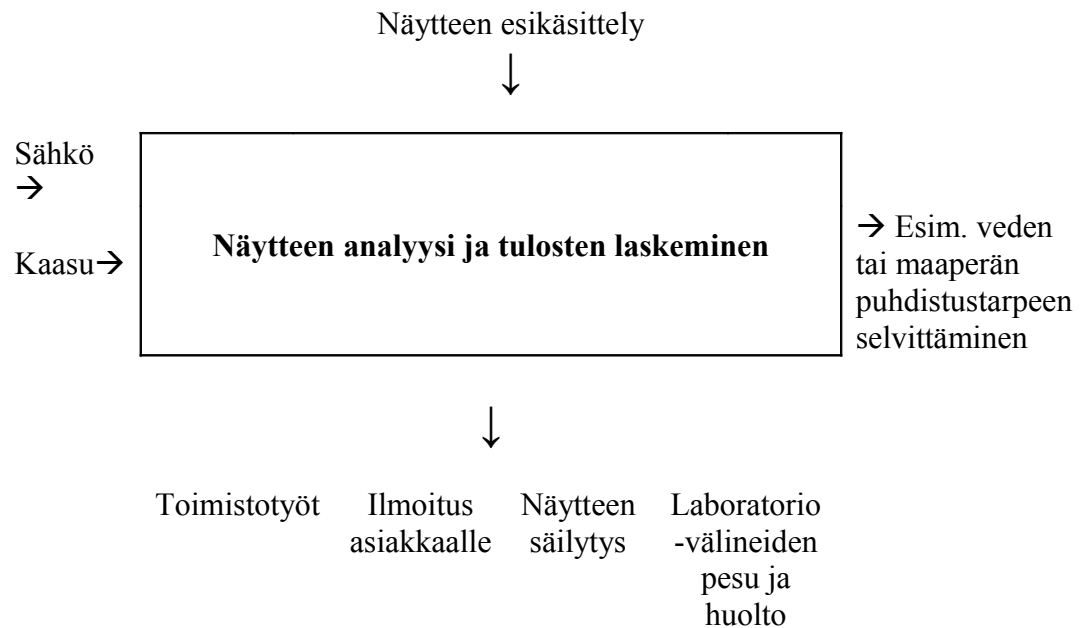 Näytteen esikäsittely
↓
Sähkö
→
Kaasu→
Näytteen analyysi ja tulosten laskeminen
→ Esim. veden
tai maaperän
puhdistustarpeen
selvittäminen
↓
Toimistotyöt
Ilmoitus
asiakkaalle
Näytteen
säilytys
Laboratorio
-välineiden
pesu ja
huolto